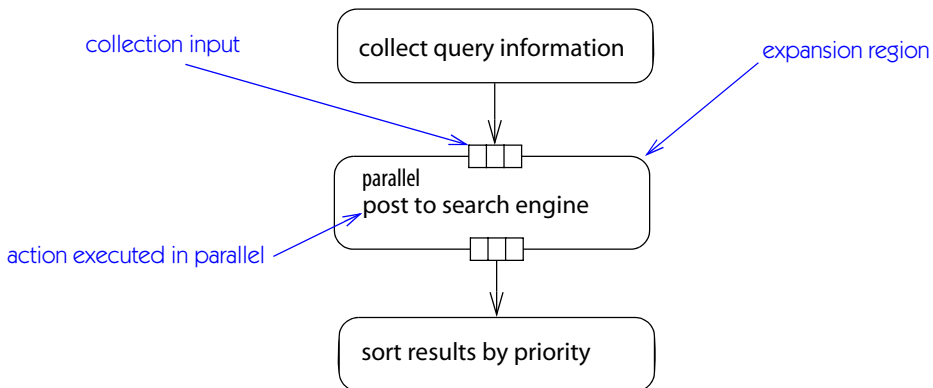 collection input
collect query information
expansion region
parallel
post to search engine
action executed in parallel
sort results by priority